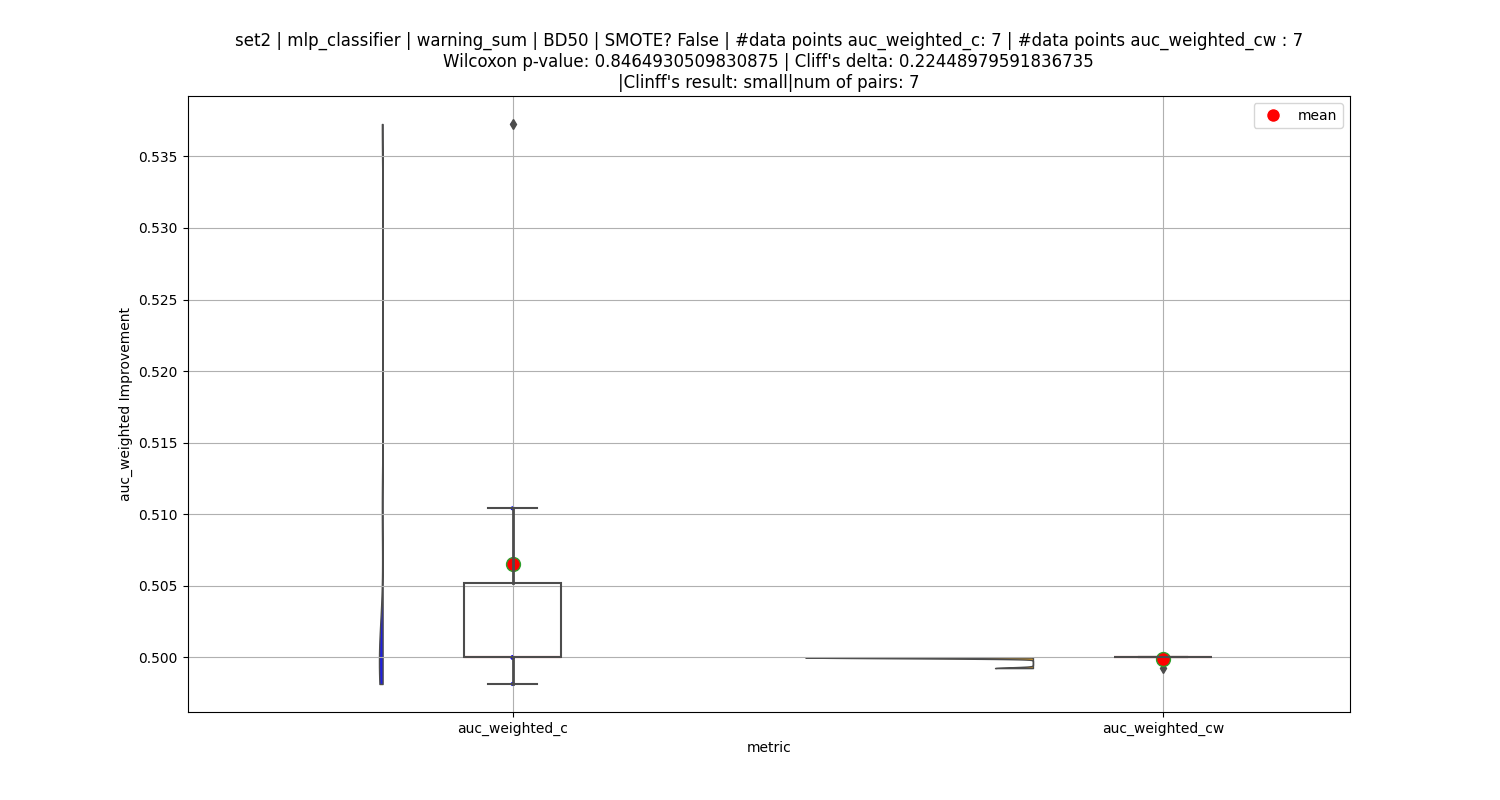 set2 | mlp_classifier | warning_sum | BD50 | SMOTE? False | #data points auc_weighted_c: 7 | #data points auc_weighted_cw : 7
Wilcoxon p-value: 0.8464930509830875 | Cliff's delta: 0.22448979591836735
|Clinff's result: small|num of pairs: 7
mean
0.535
0.530
0.525
0.520
0.515
0.510
0.505
0.500
auc_weighted Improvement
auc_weighted_c
auc_weighted_cw
metric